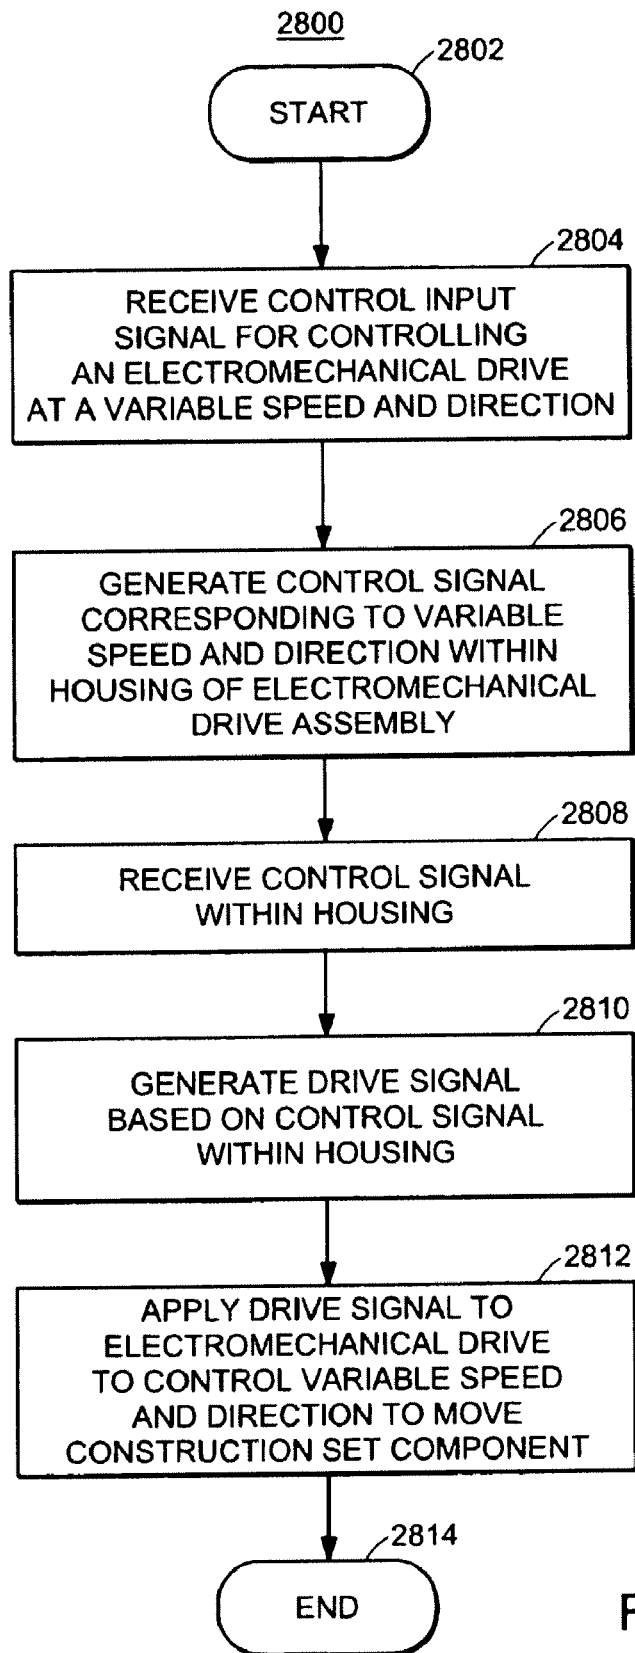 2800
2802
START
2804
RECEIVE CONTROL INPUT
SIGNAL FOR CONTROLLING
AN ELECTROMECHANICAL DRIVE
AT A VARIABLE SPEED AND DIRECTION
2806
GENERATE CONTROL SIGNAL
CORRESPONDING TO VARIABLE
SPEED AND DIRECTION WITHIN
HOUSING OF ELECTROMECHANICAL
DRIVE ASSEMBLY
2808
RECEIVE CONTROL SIGNAL
WITHIN HOUSING
2810
GENERATE DRIVE SIGNAL
BASED ON CONTROL SIGNAL
WITHIN HOUSING
2812
APPLY DRIVE SIGNAL TO
ELECTROMECHANICAL DRIVE
TO CONTROL VARIABLE SPEED
AND DIRECTION TO MOVE
CONSTRUCTION SET COMPONENT
2814
END